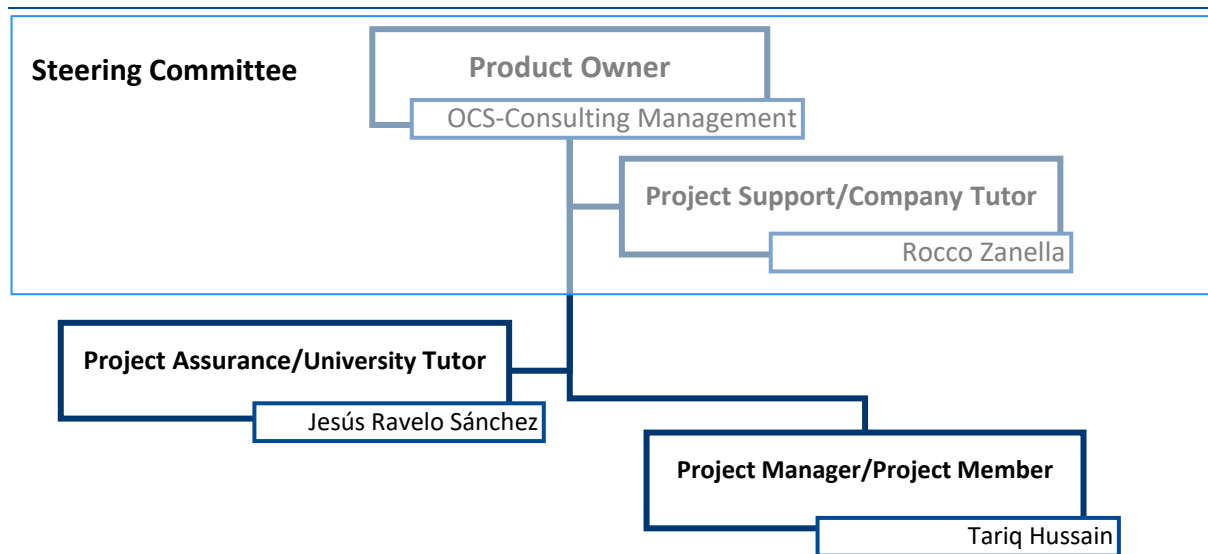 Steering Committee
Product Owner
OCS-Consulting Management
Project Support/Company Tutor
Rocco Zanella
Project Assurance/University Tutor
Jesús Ravelo Sánchez
Project Manager/Project Member
Tariq Hussain